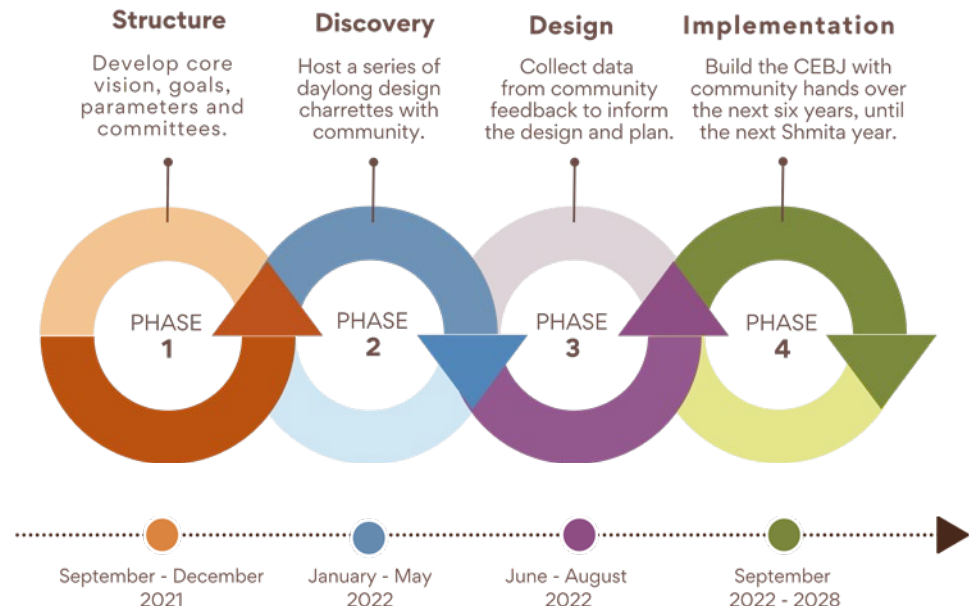 Structure
Develop core
vision, goals,
parameters and
committees.
Discovery
Host a series of
daylong design
charrettes with
community.
Design
Collect data
from community
feedback to inform
the design and plan.
Implementation
Build the CEBJ with
community hands over
the next six years, until
the next Shmita year.
PHASE
1
PHASE
2
PHASE
3
PHASE
4
September - December
2021
January - May
2022
June - August
2022
September
2022 - 2028